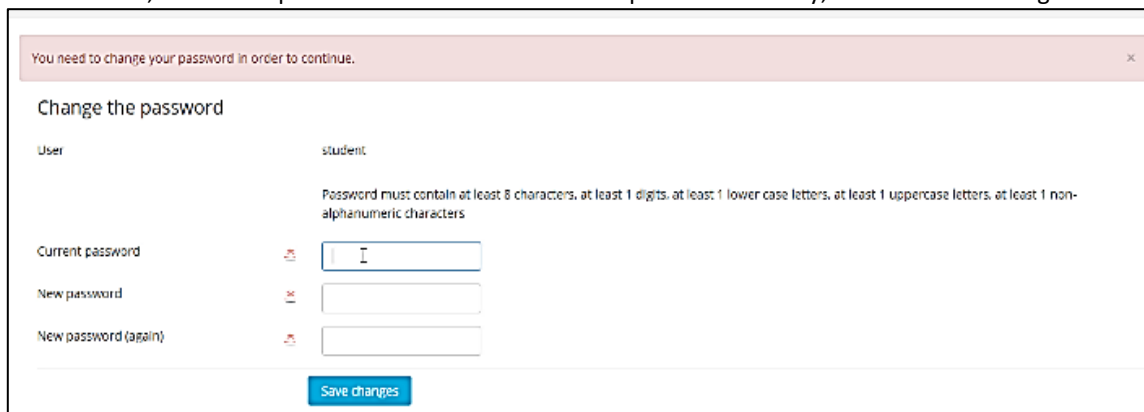 You need to change your password in order to continue.
Change the password
User
student
Password must contain at least 8 characters, at least 1 digits, at least 1 lower case letters, at least 1 uppercase letters, at least 1 non-
alphanumeric characters
Current password
New password
New password (again)
Save changes